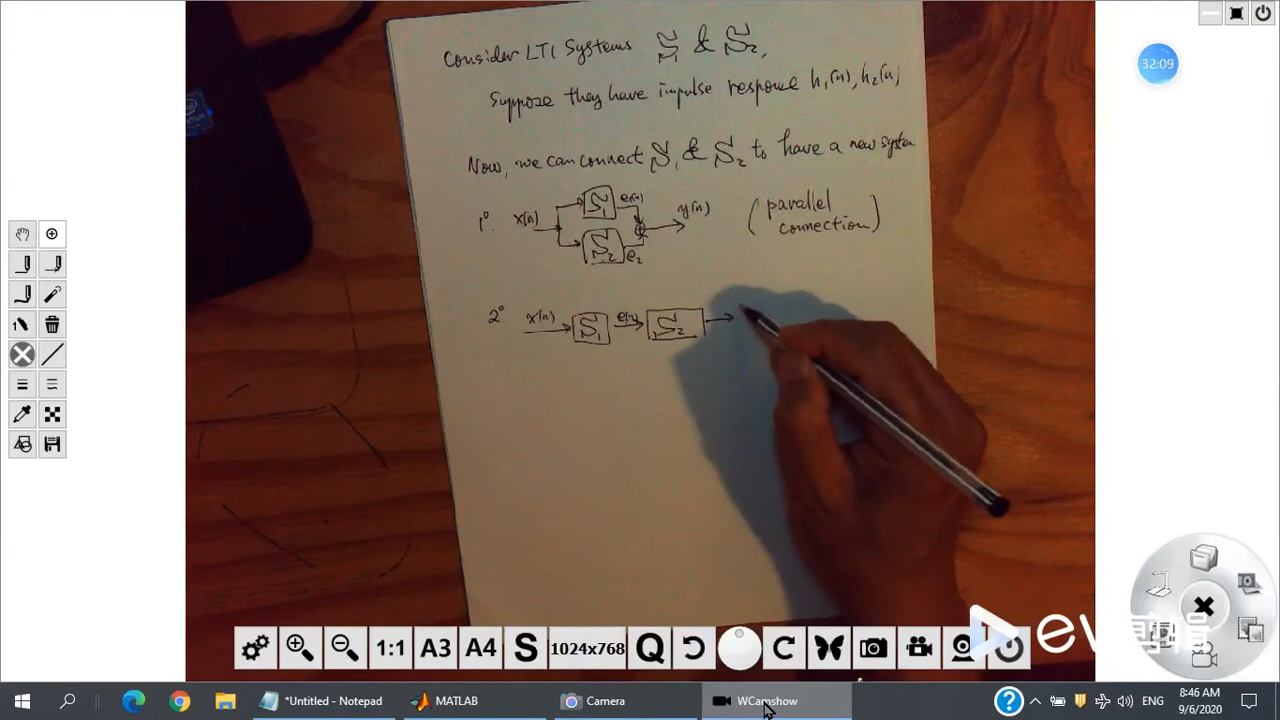 Consider LTI Systems S1 & S2,
Suppose they have impulse response h1(n), h2(n)
Now, we can connect S1 & S2 to have a new system
1° x(n) S1 e1(n) y(n) (parallel
connection)
S2 e2
2° x(n) S1 e(n) S2
32:09
1:1 A3 A4 S 1024x768 Q
*Untitled - Notepad MATLAB Camera WCamshow ENG 8:46 AM
9/6/2020